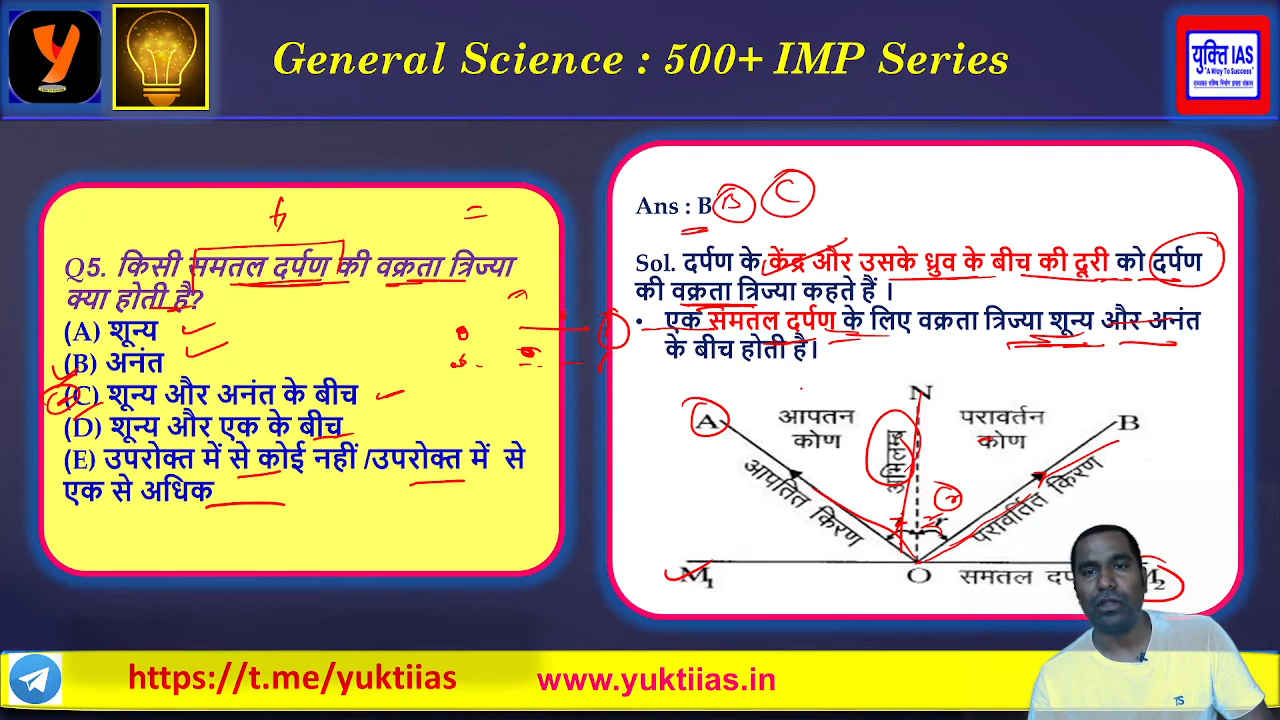 General Science : 500+ IMP Series
युक्ति IAS
"A Way To Success"
Q5. किसी समतल दर्पण की वक्रता त्रिज्या
क्या होती है?
(A) शून्य
(B) अनंत
(C) शून्य और अनंत के बीच
(D) शून्य और एक के बीच
(E) उपरोक्त में से कोई नहीं /उपरोक्त में से
एक से अधिक
Ans : B B C
Sol. दर्पण के केंद्र और उसके ध्रुव के बीच की दूरी को दर्पण
की वक्रता त्रिज्या कहते हैं ।
• एक समतल दर्पण के लिए वक्रता त्रिज्या शून्य और अनंत
के बीच होती है।
N
A
आपतन
कोण
अभिलम्ब
परावर्तन
कोण
B
आपतित किरण
परावर्तित किरण
i
r
M₁
O
समतल
M₂
https://t.me/yuktiias
www.yuktiias.in